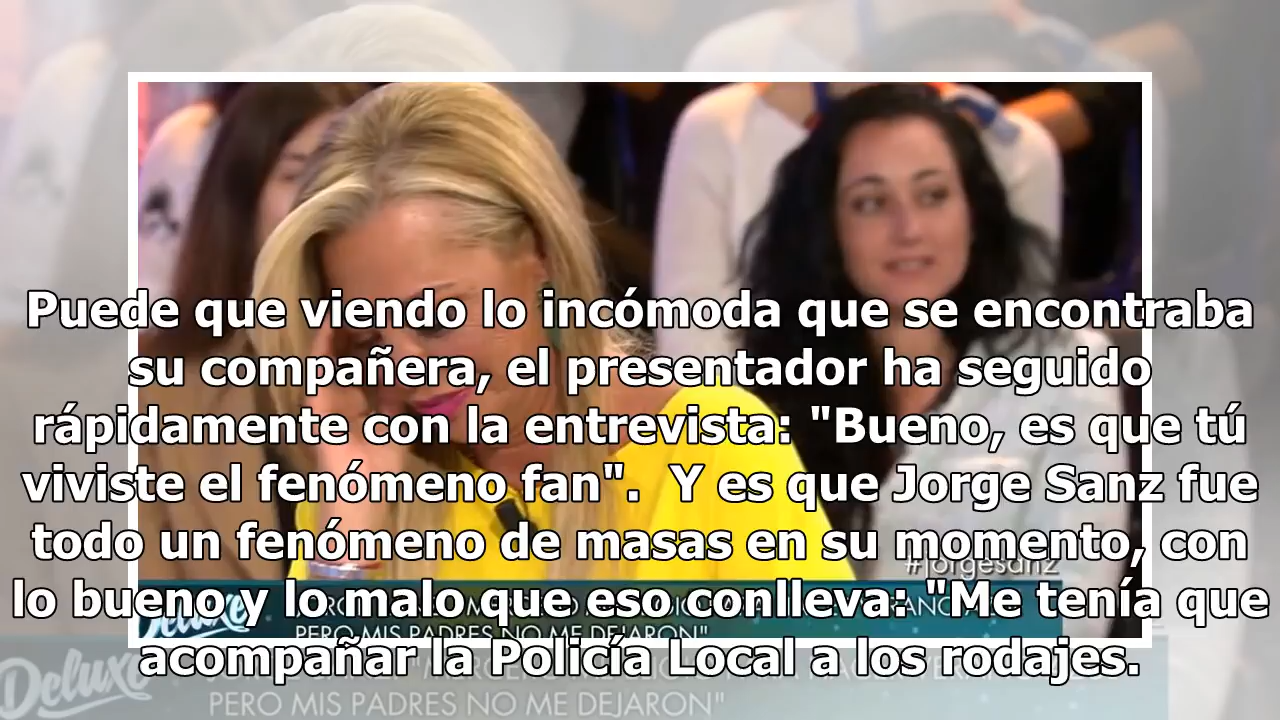 Puede que viendo lo incómoda que se encontraba
su compañera, el presentador ha seguido
rápidamente con la entrevista: "Bueno, es que tú
viviste el fenómeno fan".  Y es que Jorge Sanz fue
todo un fenómeno de masas en su momento, con
#jorgesanz
lo bueno y lo malo que eso conlleva: "Me tenía que
Deluxe
PERO MIS PADRES NO ME DEJARON"
acompañar la Policía Local a los rodajes.
Deluxe
PERO MIS PADRES NO ME DEJARON"